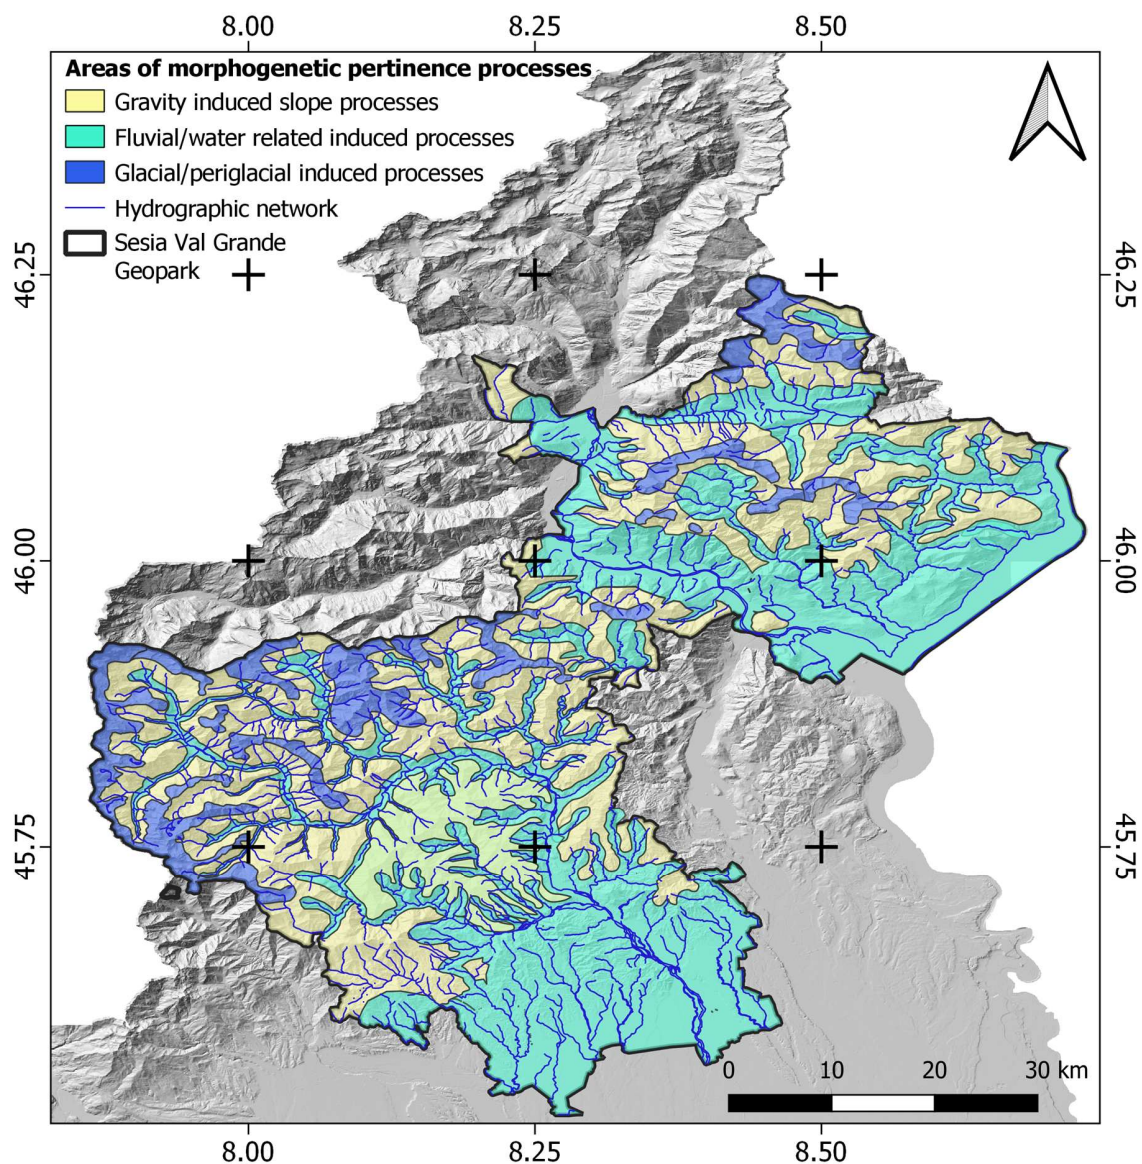 8.00 8.25 8.50
Areas of morphogenetic pertinence processes
Gravity induced slope processes
Fluvial/water related induced processes
Glacial/periglacial induced processes
Hydrographic network
Sesia Val Grande
Geopark
46.25 46.25
46.00 46.00
45.75 45.75
0 10 20 30 km
8.00 8.25 8.50